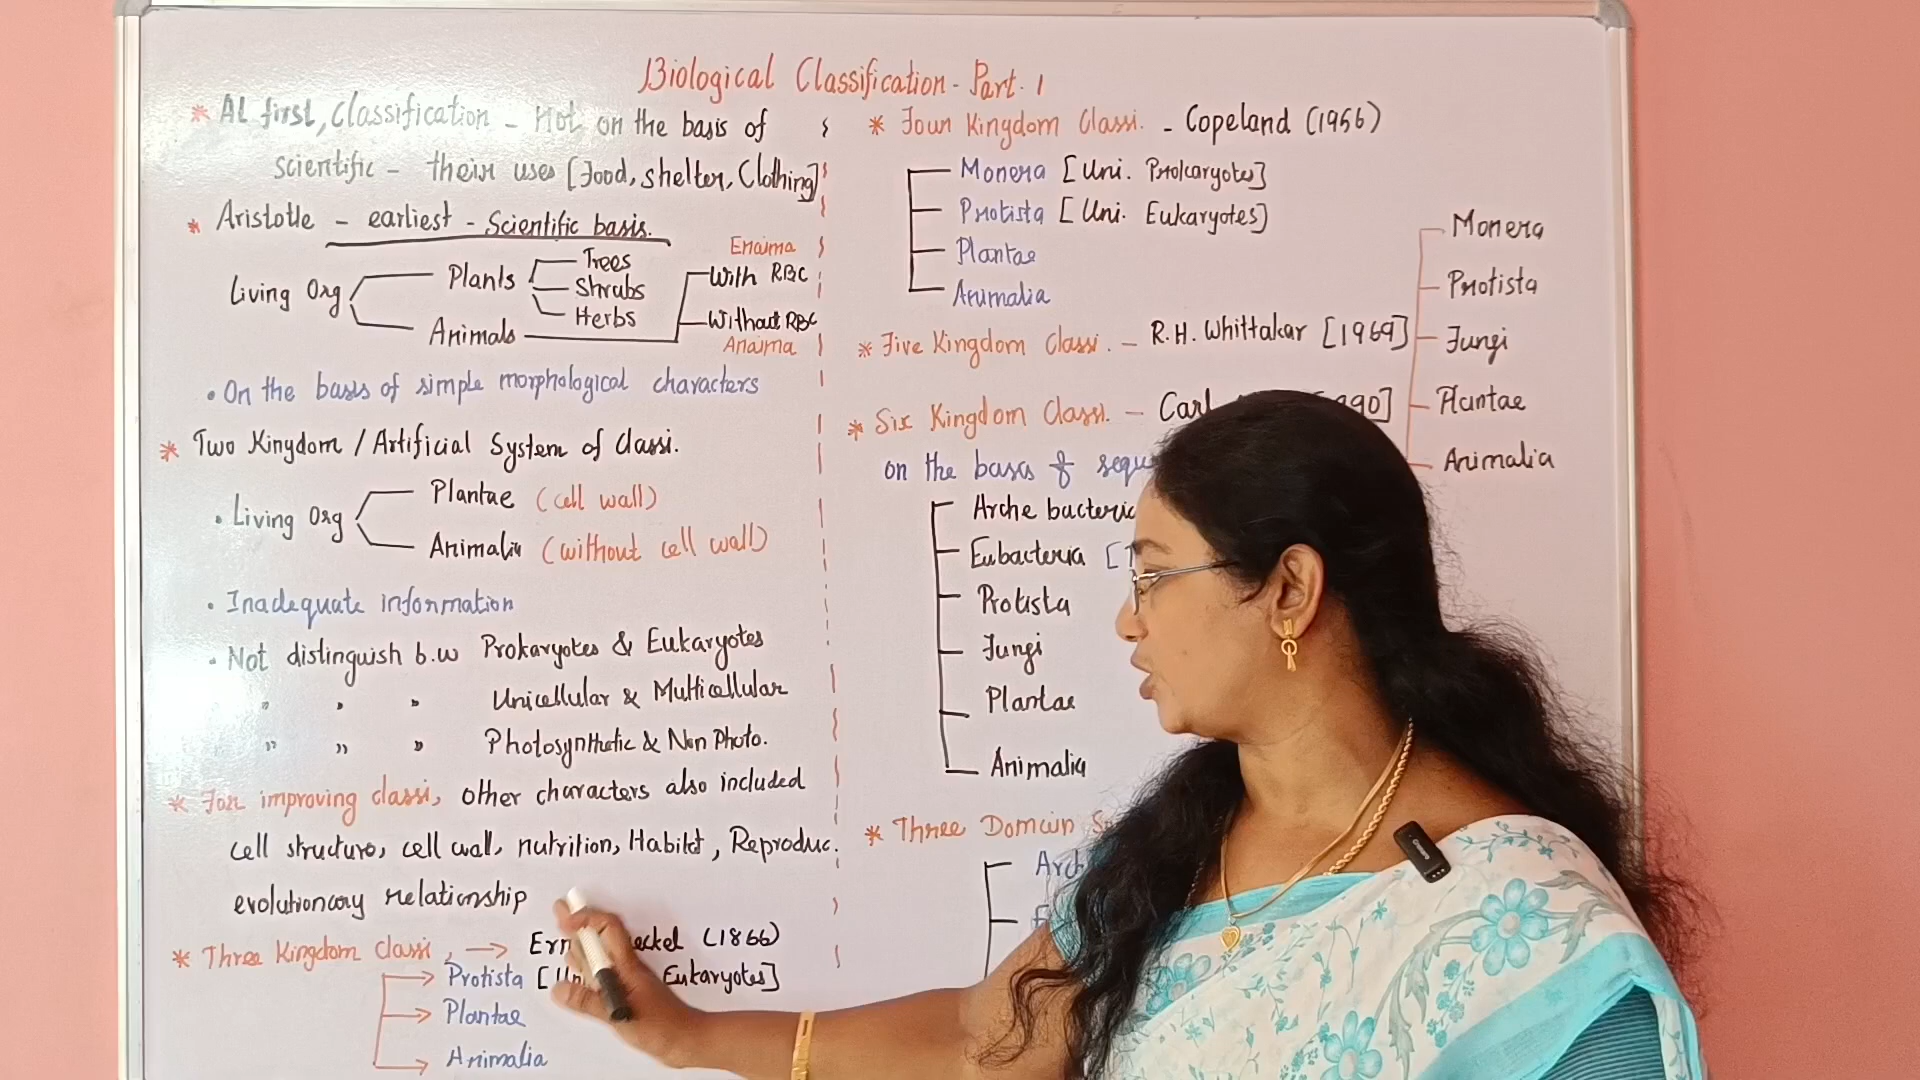 Biological Classification - Part. 1
* At first, Classification - Not on the basis of
scientific - their uses [Food, shelter, Clothing]
* Aristotle - earliest - Scientific basis.
Living Org
Plants
Trees
Shrubs
Herbs
Animals
Enaima
With RBC
Without RBC
Anaima
• On the basis of simple morphological characters
* Two Kingdom / Artificial System of Classi.
• Living Org
Plantae (cell wall)
Animalia (without cell wall)
• Inadequate information
• Not distinguish b.w Prokaryotes & Eukaryotes
" " " Unicellular & Multicellular
" " " Photosynthetic & Non Photo.
* For improving classi, other characters also included
cell structure, cell wall, nutrition, Habitat, Reproduc.
evolutionary relationship
* Three Kingdom classi, → (1866)
Protista [ Eukaryotes]
Plantae
Animalia
* Four Kingdom Classi. - Copeland (1956)
Monera [Uni. Prokaryotes]
Protista [Uni. Eukaryotes]
Plantae
Animalia
* Five Kingdom Classi. - R.H. Whittakar [1969]
Monera
Protista
Fungi
Plantae
Animalia
* Six Kingdom Classi. - Carl
on the basis of
Arche bacteria
Eubacteria [
Protista
Fungi
Plantae
Animalia
* Three Domain